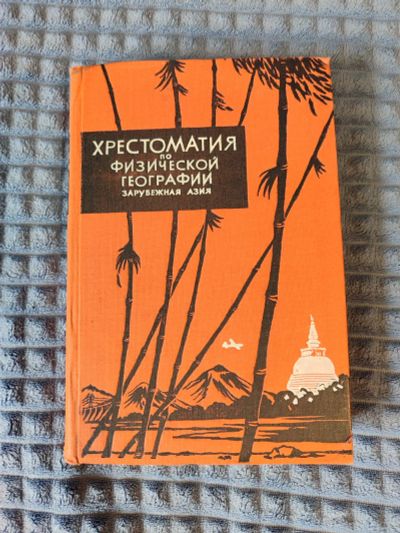 ХРЕСТОМАТИЯ
по
ФИЗИЧЕСКОЙ
ГЕОГРАФИИ
ЗАРУБЕЖНАЯ АЗИЯ